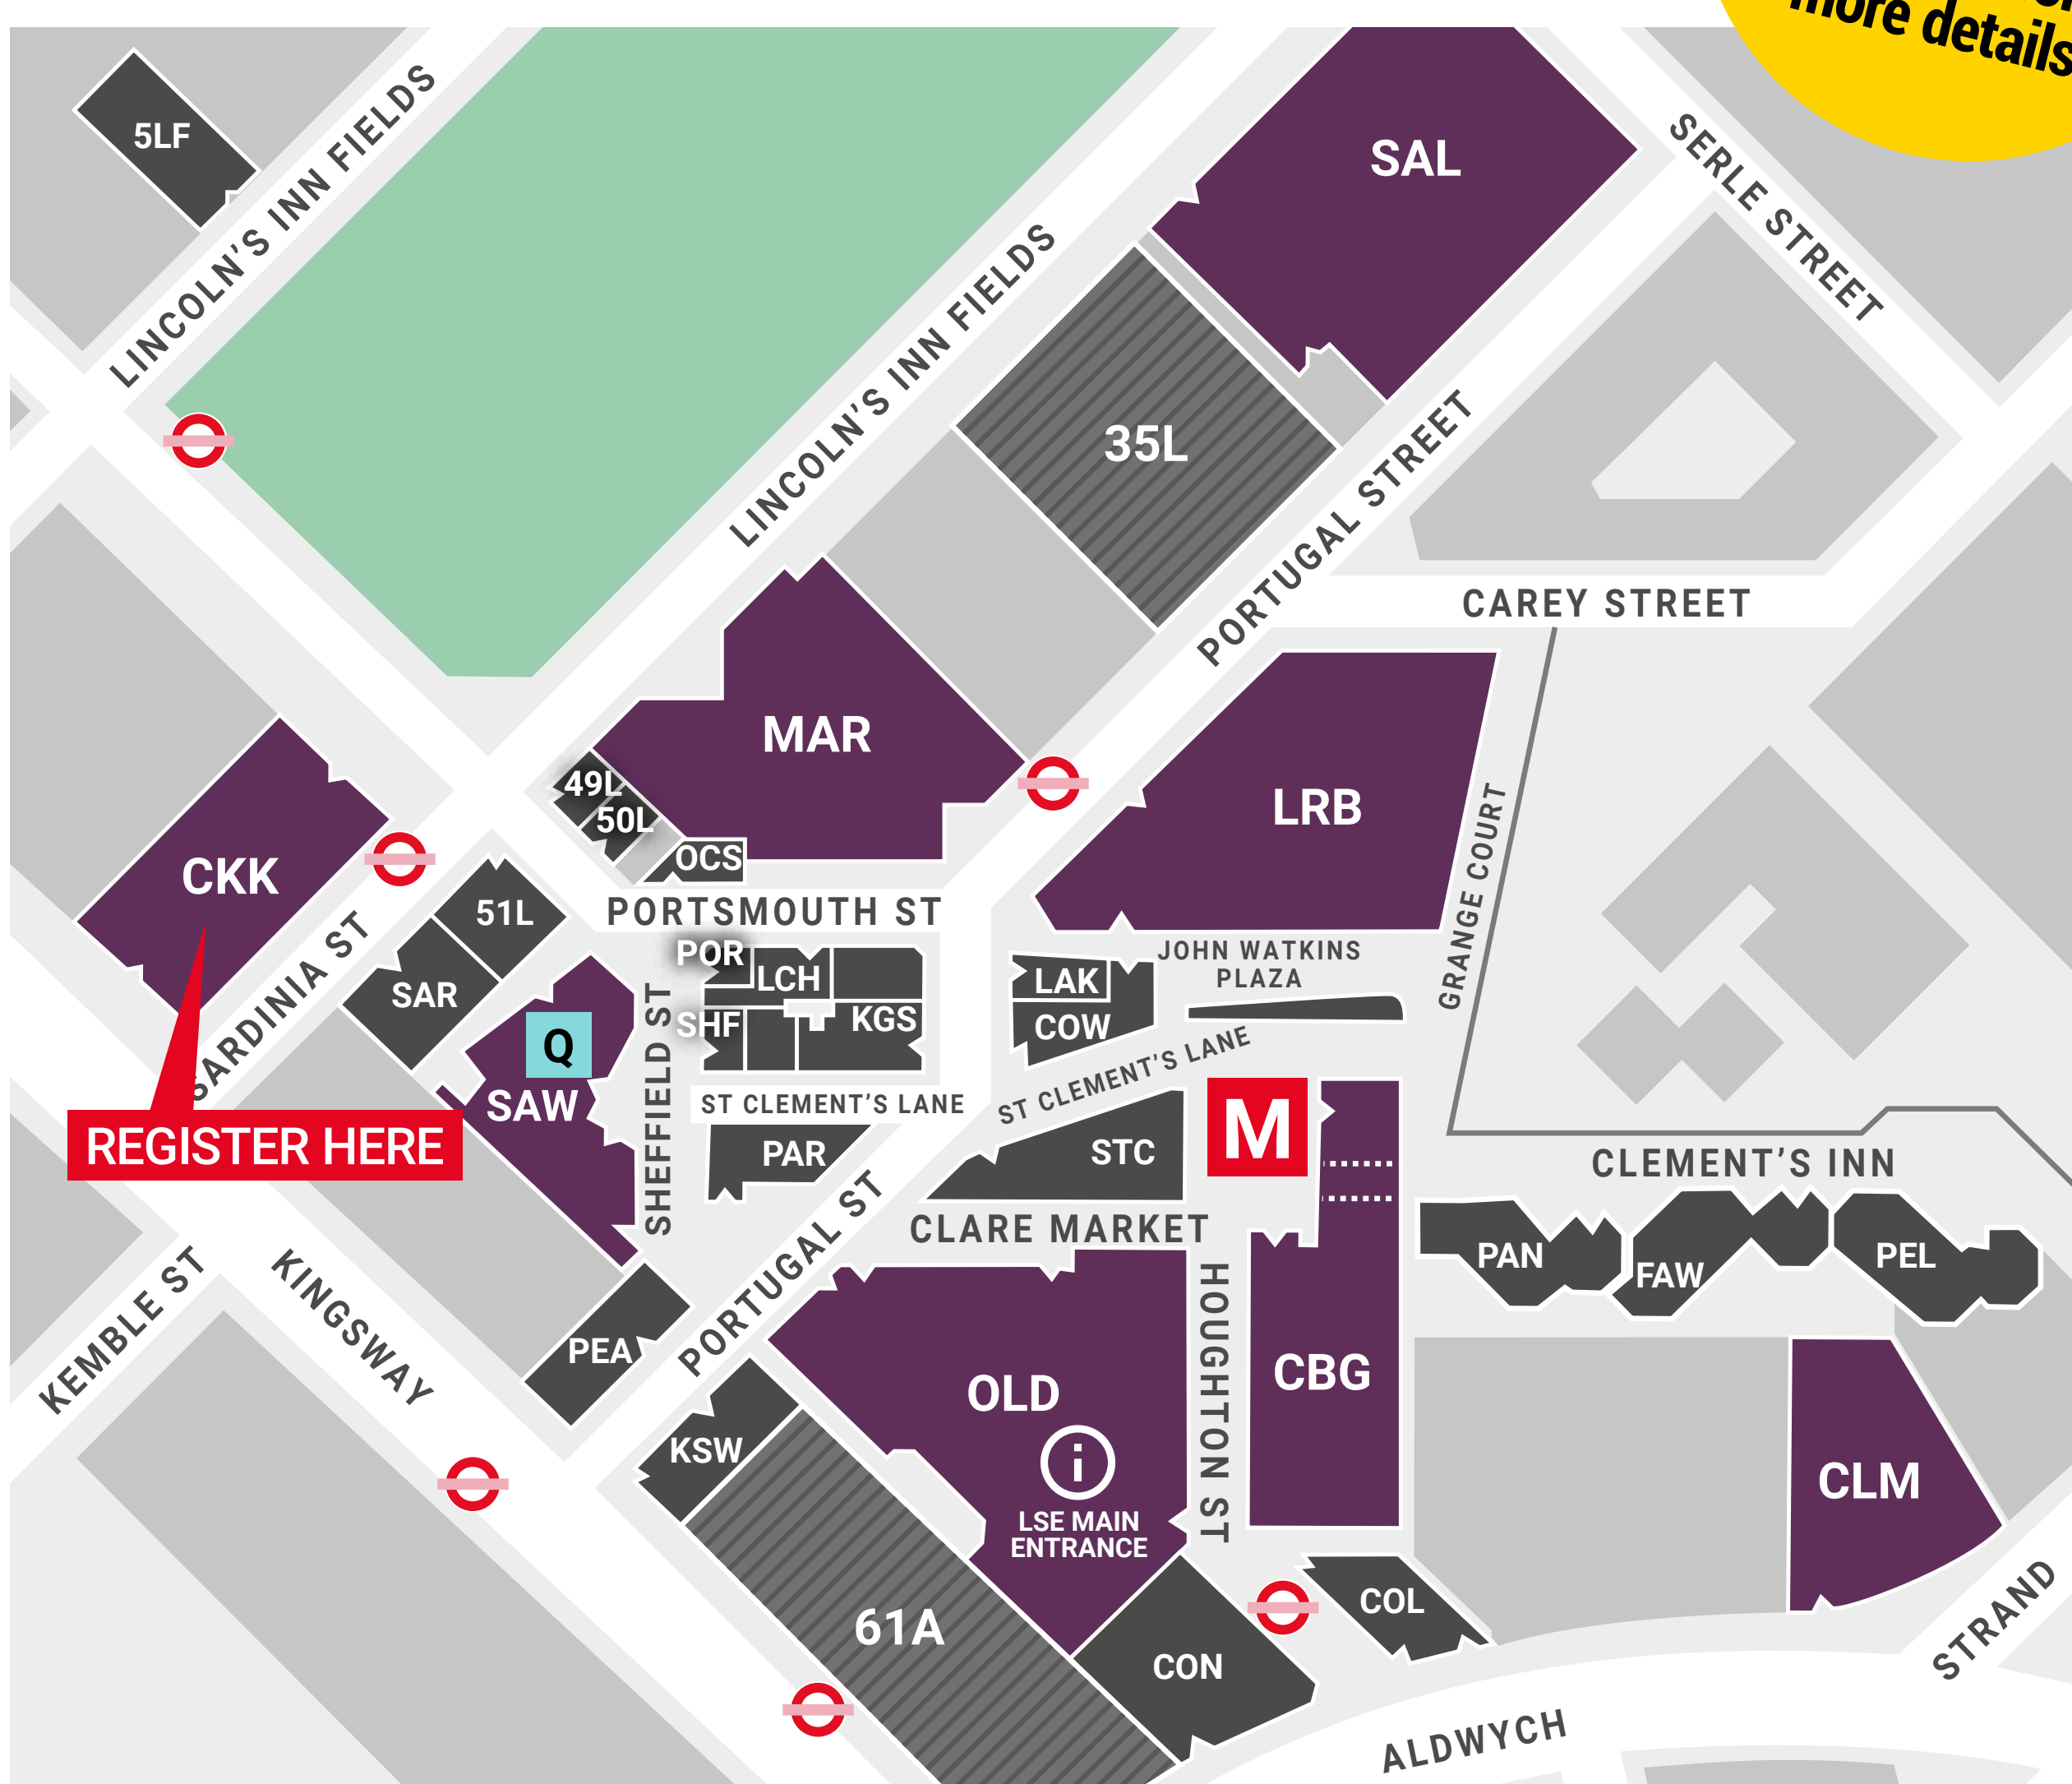 more details
5LF
LINCOLN'S INN FIELDS
SAL
SERLE STREET
LINCOLN'S INN FIELDS
35L
PORTUGAL STREET
CAREY STREET
MAR
49L
50L
OCS
LRB
GRANGE COURT
CKK
51L
SAR
SARDINIA ST
PORTSMOUTH ST
POR
LCH
SHF
KGS
LAK
COW
JOHN WATKINS
PLAZA
Q
SAW
SHEFFIELD ST
ST CLEMENT'S LANE
ST CLEMENT'S LANE
M
REGISTER HERE
PAR
STC
CLEMENT'S INN
PAN
FAW
PEL
CLARE MARKET
PORTUGAL ST
KEMBLE ST
KINGSWAY
PEA
HOUGHTON ST
OLD
CBG
KSW
i
LSE MAIN
ENTRANCE
CLM
61A
COL
CON
STRAND
ALDWYCH